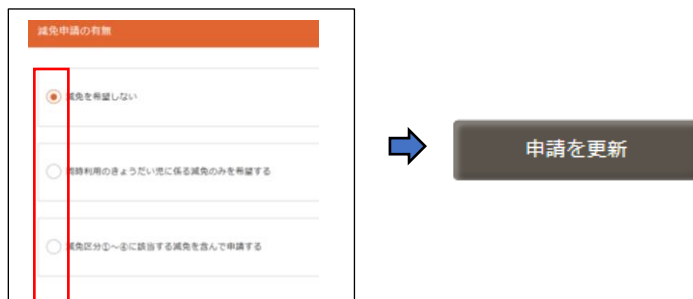 減免申請の有無
減免を希望しない
同時利用のきょうだい児に係る減免のみを希望する
減免区分①～④に該当する減免を含んで申請する
申請を更新